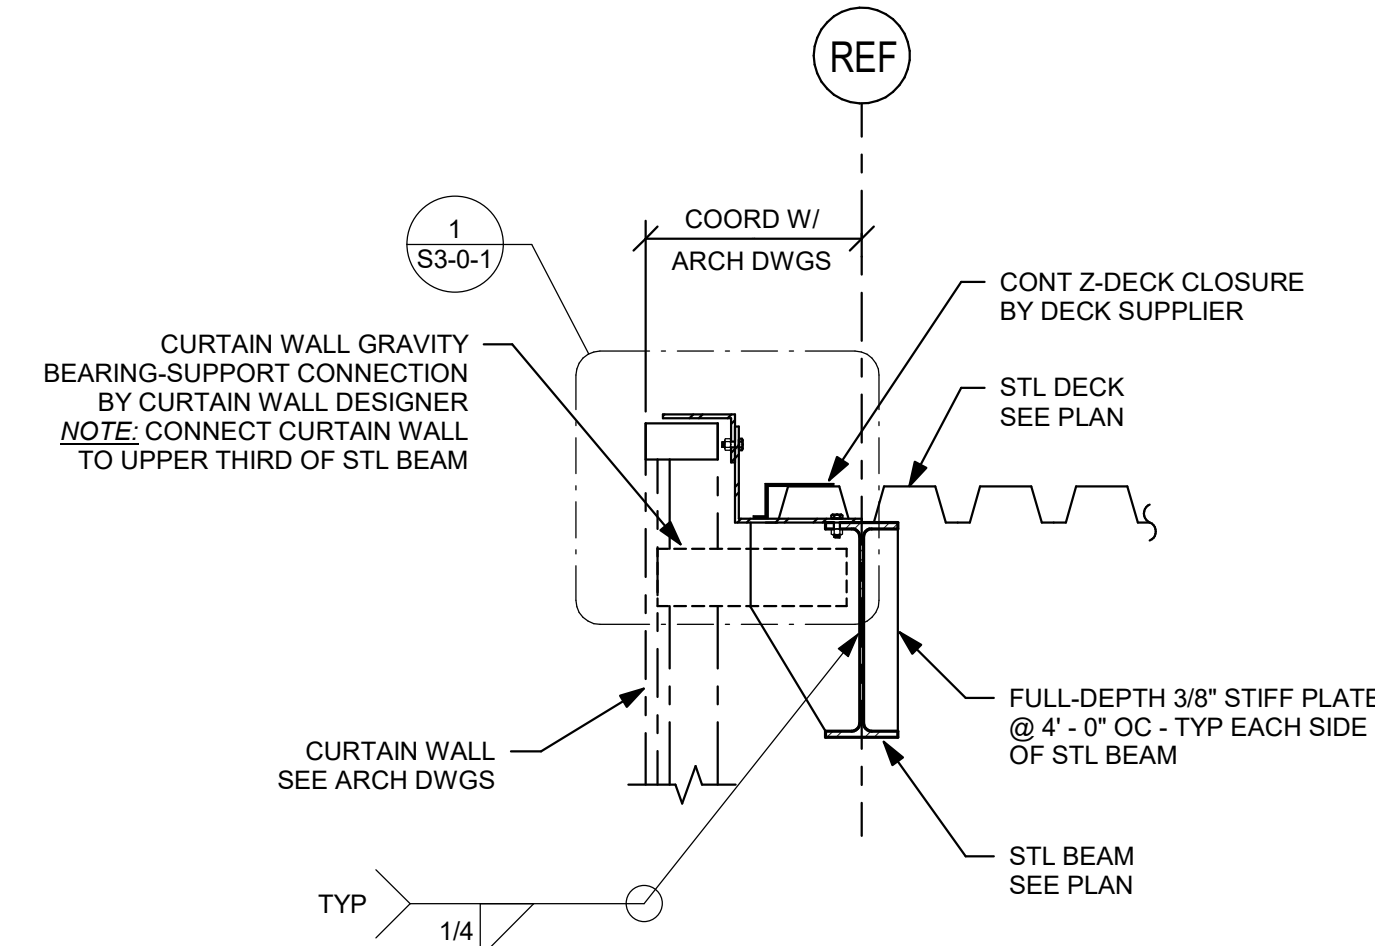 REF
1
S3-0-1
COORD W/
ARCH DWGS
CONT Z-DECK CLOSURE
BY DECK SUPPLIER
CURTAIN WALL GRAVITY
BEARING-SUPPORT CONNECTION
BY CURTAIN WALL DESIGNER
NOTE: CONNECT CURTAIN WALL
TO UPPER THIRD OF STL BEAM
STL DECK
SEE PLAN
FULL-DEPTH 3/8" STIFF PLATE
@ 4' - 0" OC - TYP EACH SIDE
OF STL BEAM
CURTAIN WALL
SEE ARCH DWGS
STL BEAM
SEE PLAN
TYP
1/4